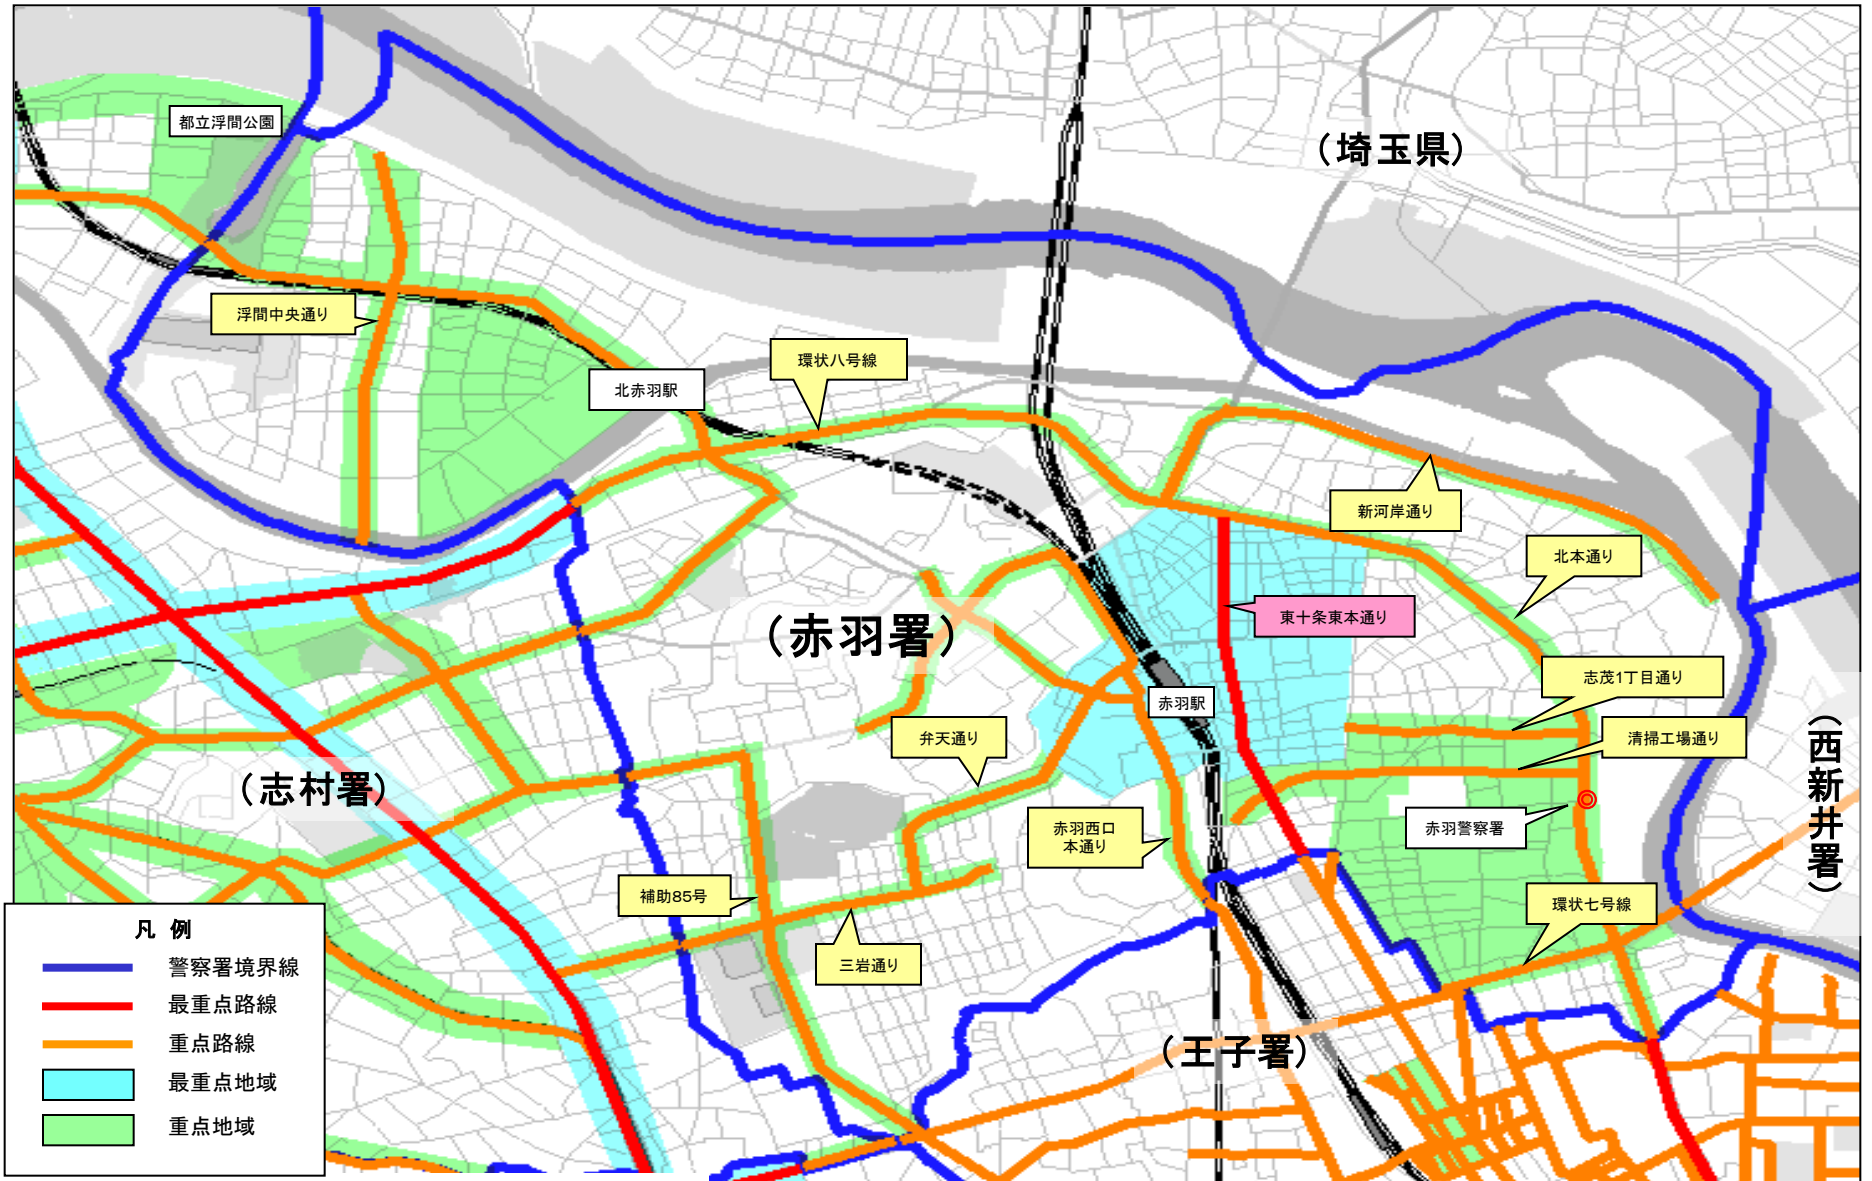 都立浮間公園
(埼玉県)
浮間中央通り
北赤羽駅
環状八号線
新河岸通り
北本通り
東十条東本通り
(赤羽署)
志茂1丁目通り
赤羽駅
弁天通り
清掃工場通り
(西新井署)
(志村署)
赤羽西口
本通り
赤羽警察署
補助85号
環状七号線
三岩通り
(王子署)
凡 例
警察署境界線
最重点路線
重点路線
最重点地域
重点地域